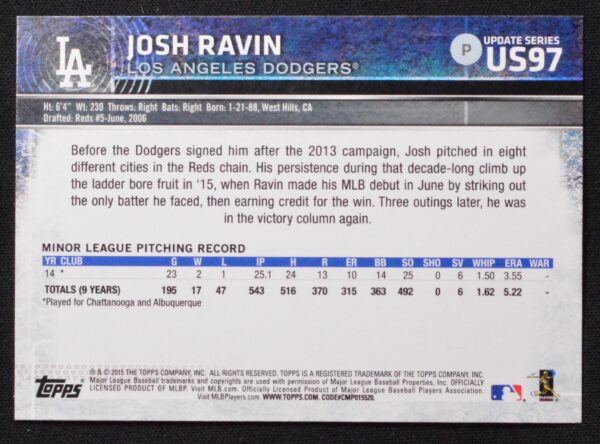 LA
JOSH RAVIN
LOS ANGELES DODGERS®
P
UPDATE SERIES
US97
Ht: 6'4" Wt: 230 Throws: Right Bats: Right Born: 1-21-88, West Hills, CA
Drafted: Reds #5-June, 2006
Before the Dodgers signed him after the 2013 campaign, Josh pitched in eight
different cities in the Reds chain. His persistence during that decade-long climb up
the ladder bore fruit in '15, when Ravin made his MLB debut in June by striking out
the only batter he faced, then earning credit for the win. Three outings later, he was
in the victory column again.
MINOR LEAGUE PITCHING RECORD
YR CLUB G W L IP H R ER BB SO SHO SV WHIP ERA WAR
14 * 23 2 1 25.1 24 13 10 14 25 0 6 1.50 3.55 -
TOTALS (9 YEARS) 195 17 47 543 516 370 315 363 492 0 6 1.62 5.22 -
*Played for Chattanooga and Albuquerque
Topps
® & © 2015 THE TOPPS COMPANY, INC. ALL RIGHTS RESERVED. TOPPS IS A REGISTERED TRADEMARK OF THE TOPPS COMPANY, INC.
Major League Baseball trademarks and copyrights are used with permission of Major League Baseball Properties, Inc. OFFICIALLY
LICENSED PRODUCT OF MLBP. Visit MLB.com. Official Licensee-Major League Baseball Players Association.
Visit MLBPlayers.com. WWW.TOPPS.COM. CODE#CMP015520.